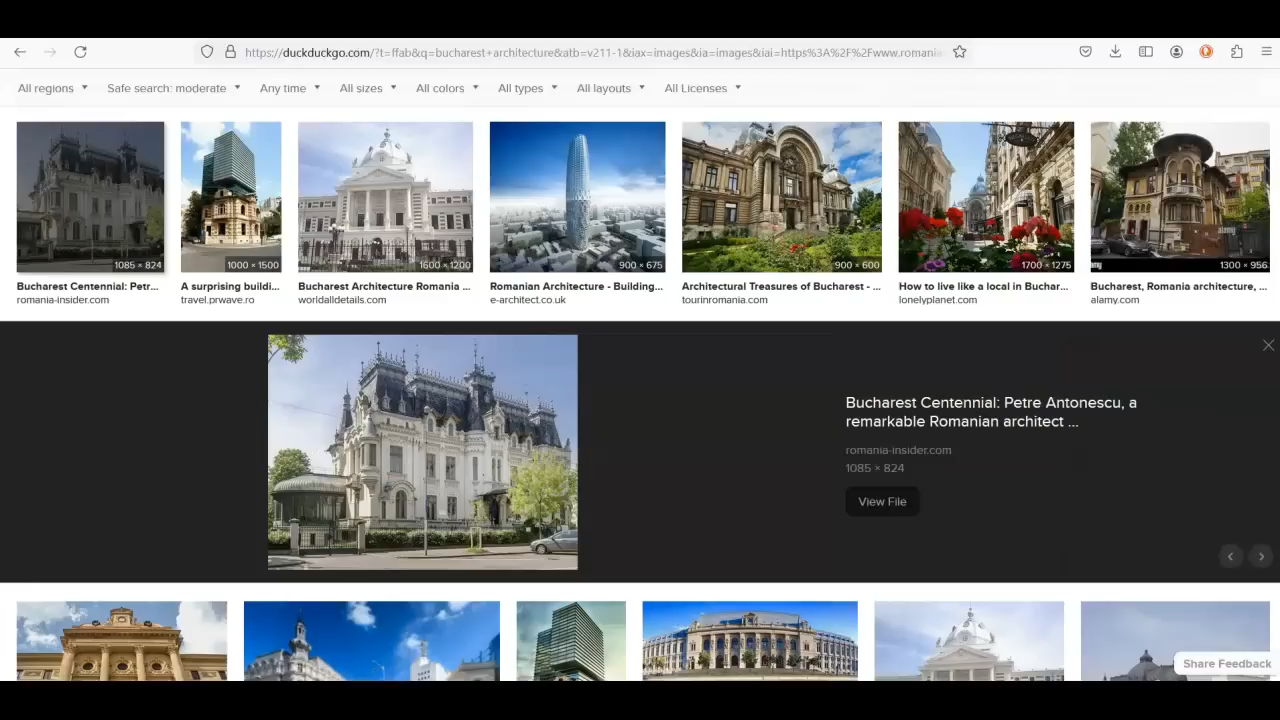 https://duckduckgo.com/?t=ffab&q=bucharest+architecture&atb=v211-1&iax=images&ia=images&iai=https%3A%2F%2Fwww.romania
All regions Safe search: moderate Any time All sizes All colors All types All layouts All Licenses
1085 × 824 1000 × 1500 1600 × 1200 900 × 675 900 × 600 1700 × 1275 1300 × 956
alamy
alamy
Bucharest Centennial: Petr... A surprising buildi... Bucharest Architecture Romania ... Romanian Architecture - Building... Architectural Treasures of Bucharest - ... How to live like a local in Buchar... Bucharest, Romania architecture, ...
romania-insider.com travel.prwave.ro worldalldetails.com e-architect.co.uk tourinromania.com lonelyplanet.com alamy.com
Bucharest Centennial: Petre Antonescu, a
remarkable Romanian architect ...
romania-insider.com
1085 × 824
View File
Share Feedback